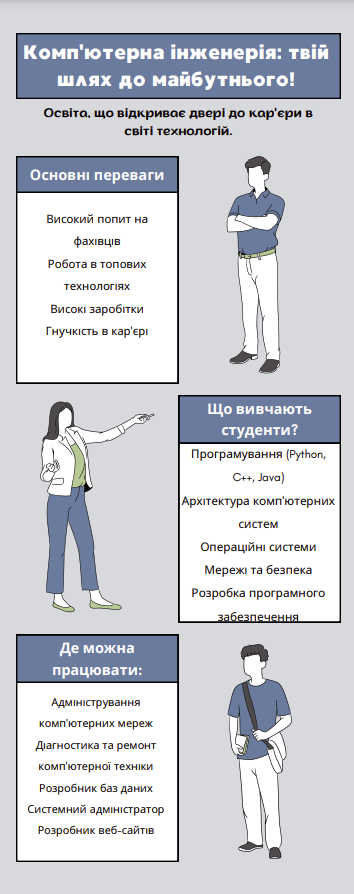 Комп'ютерна інженерія: твій
шлях до майбутнього!
Освіта, що відкриває двері до кар'єри в
світі технологій.
Основні переваги
Високий попит на
фахівців
Робота в топових
технологіях
Високі заробітки
Гнучкість в кар'єрі
Що вивчають
студенти?
Програмування (Python,
C++, Java)
Архітектура комп'ютерних
систем
Операційні системи
Мережі та безпека
Розробка програмного
забезпечення
Де можна
працювати:
Адміністрування
комп'ютерних мереж
Діагностика та ремонт
комп'ютерної техніки
Розробник баз даних
Системний адміністратор
Розробник веб-сайтів